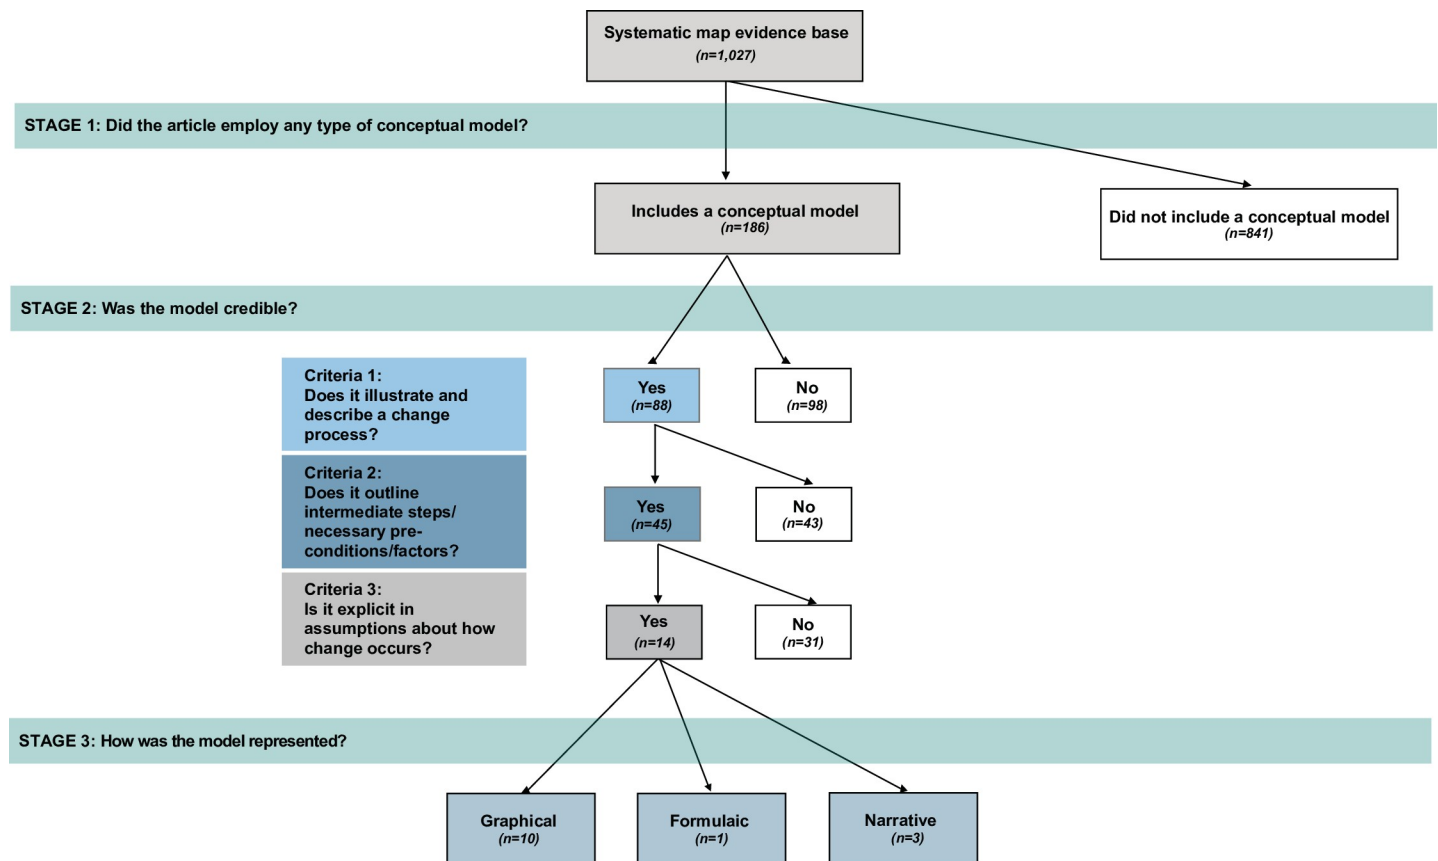 Systematic map evidence base
(n=1,027)
STAGE 1: Did the article employ any type of conceptual model?
Includes a conceptual model
(n=186)
Did not include a conceptual model
(n=841)
STAGE 2: Was the model credible?
Criteria 1:
Does it illustrate and
describe a change
process?
Yes
(n=88)
No
(n=98)
Criteria 2:
Does it outline
intermediate steps/
necessary pre-
conditions/factors?
Yes
(n=45)
No
(n=43)
Criteria 3:
Is it explicit in
assumptions about how
change occurs?
Yes
(n=14)
No
(n=31)
STAGE 3: How was the model represented?
Graphical
(n=10)
Formulaic
(n=1)
Narrative
(n=3)